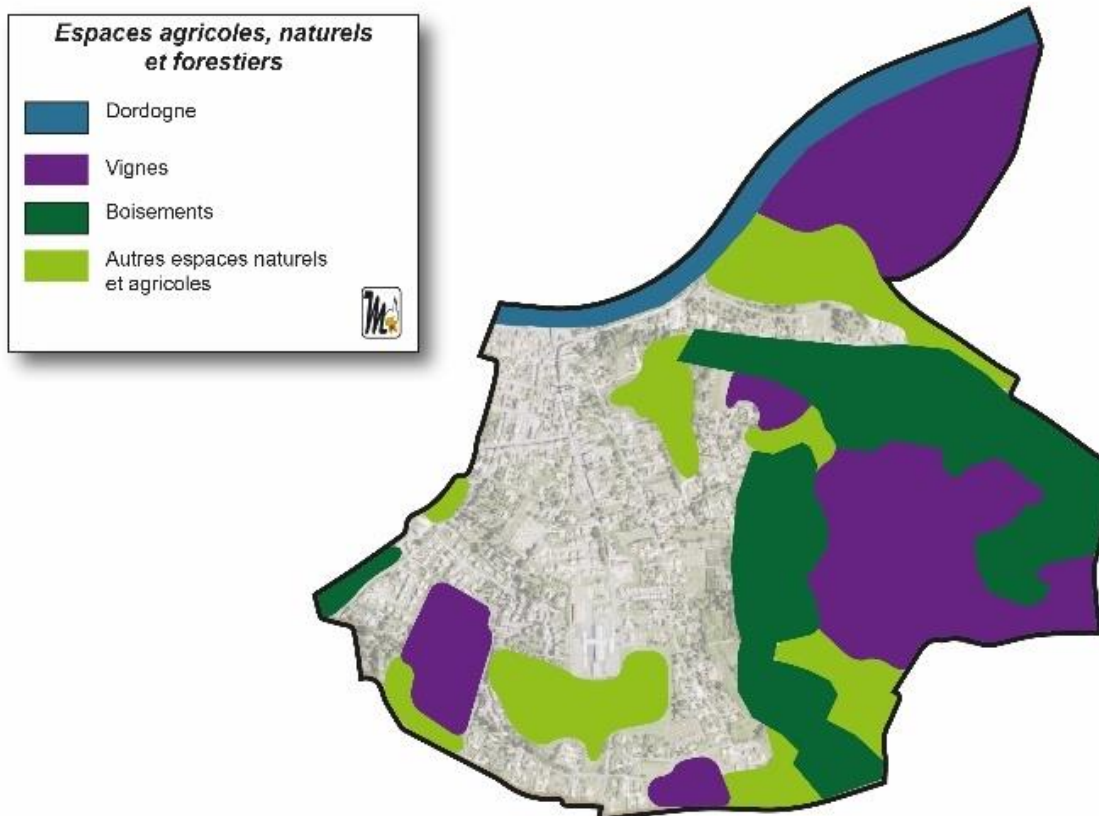 Espaces agricoles, naturels
et forestiers
Dordogne
Vignes
Boisements
Autres espaces naturels
et agricoles